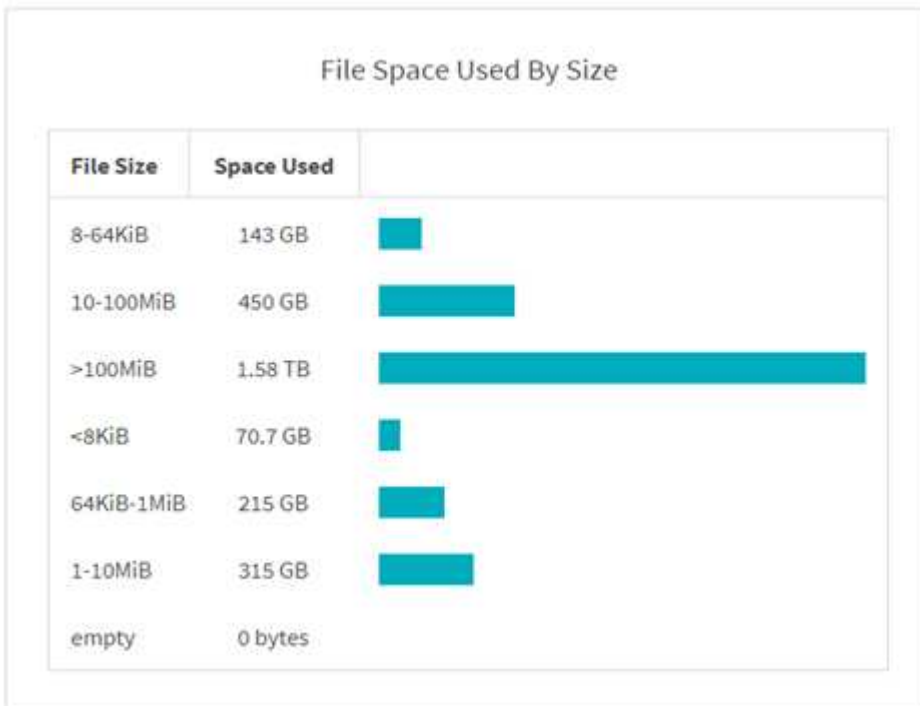 File Space Used By Size
File Size Space Used
8-64KiB 143 GB
10-100MiB 450 GB
>100MiB 1.58 TB
<8KiB 70.7 GB
64KiB-1MiB 215 GB
1-10MiB 315 GB
empty 0 bytes